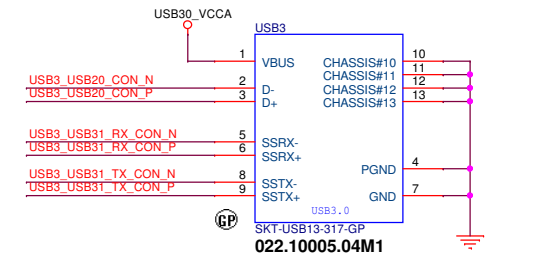 USB30_VCCA
USB3
1 VBUS CHASSIS#10 10
CHASSIS#11 11
USB3_USB20_CON_N 2 D- CHASSIS#12 12
USB3_USB20_CON_P 3 D+ CHASSIS#13 13
USB3_USB31_RX_CON_N 5 SSRX-
USB3_USB31_RX_CON_P 6 SSRX+
PGND 4
USB3_USB31_TX_CON_N 8 SSTX-
USB3_USB31_TX_CON_P 9 SSTX+ GND 7
USB3.0
GP
SKT-USB13-317-GP
022.10005.04M1